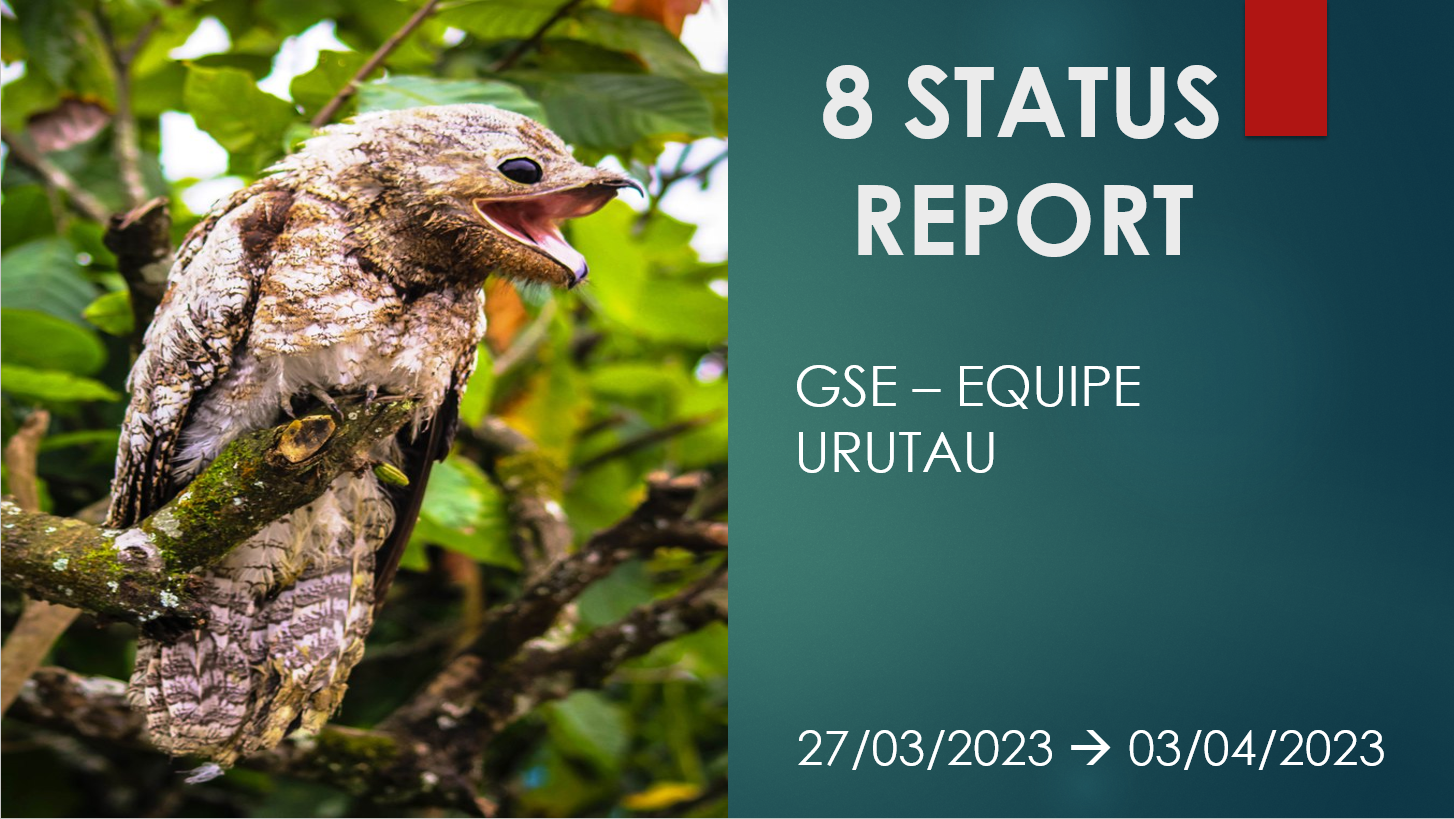 8 STATUS
REPORT
GSE – EQUIPE
URUTAU
27/03/2023 → 03/04/2023